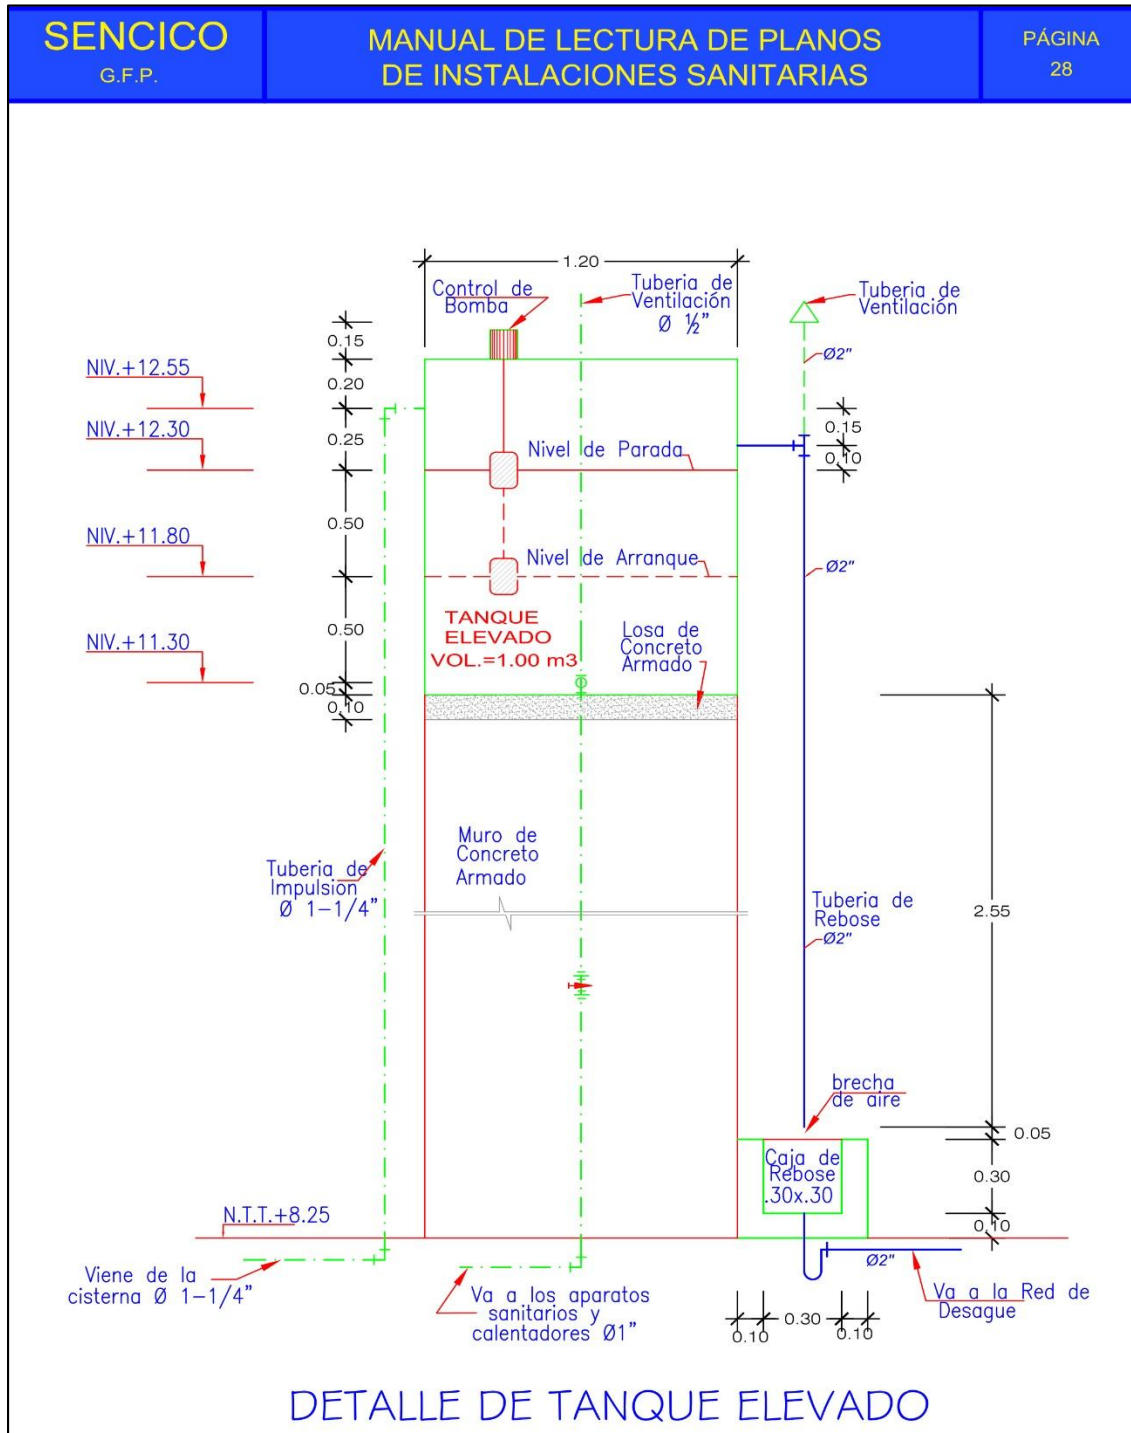 SENCICO
G.F.P.
MANUAL DE LECTURA DE PLANOS
DE INSTALACIONES SANITARIAS
PÁGINA
28
1.20
Control de
Bomba
Tuberia de
Ventilación
Ø ½"
Tuberia de
Ventilación
Ø2"
0.15
0.20
0.25
0.50
0.50
0.05
0.10
NIV.+12.55
NIV.+12.30
NIV.+11.80
NIV.+11.30
0.15
0.10
Nivel de Parada
Nivel de Arranque
Ø2"
TANQUE
ELEVADO
VOL.=1.00 m3
Losa de
Concreto
Armado
Muro de
Concreto
Armado
Tuberia de
Impulsión
Ø 1-1/4"
Tuberia de
Rebose
Ø2"
2.55
brecha
de aire
0.05
Caja de
Rebose
.30x.30
0.30
0.10
N.T.T.+8.25
Viene de la
cisterna Ø 1-1/4"
Va a los aparatos
sanitarios y
calentadores Ø1"
Ø2"
Va a la Red de
Desague
0.10
0.30
0.10
DETALLE DE TANQUE ELEVADO